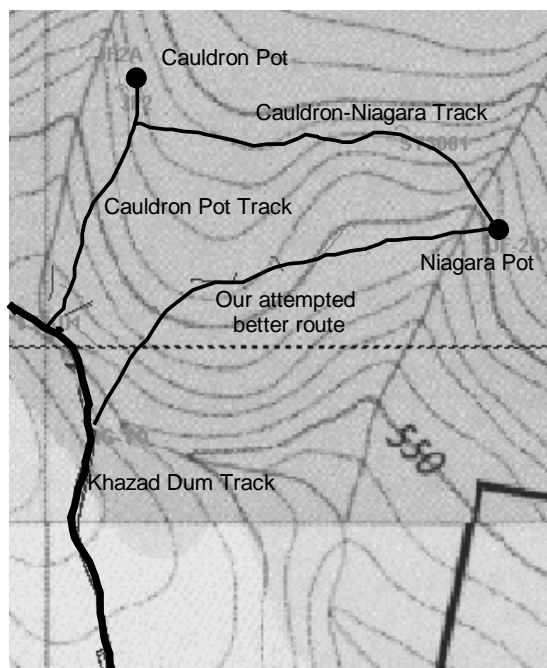 Cauldron Pot
Cauldron-Niagara Track
Cauldron Pot Track
Niagara Pot
Our attempted
better route
550
Khazad Dum Track